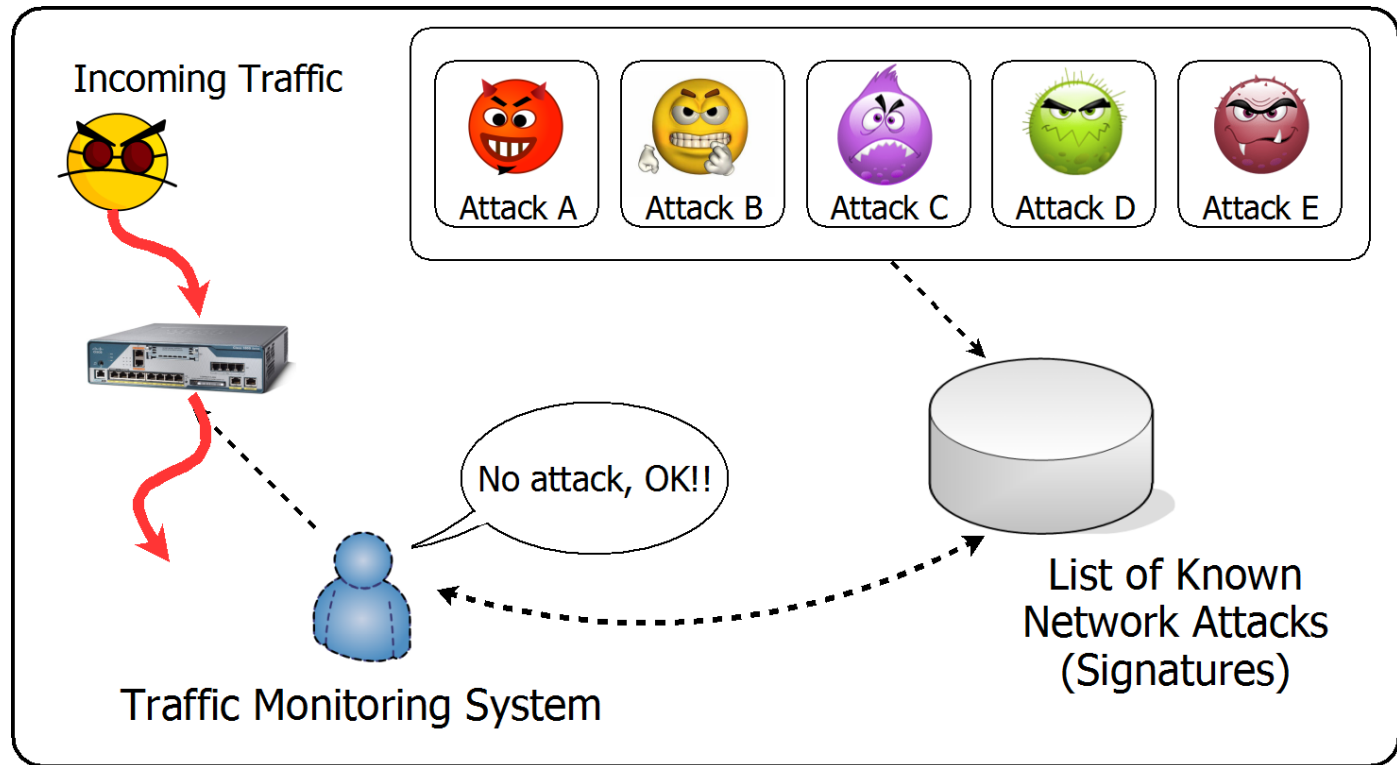 Incoming Traffic
Attack A
Attack B
Attack C
Attack D
Attack E
No attack, OK!!
List of Known
Network Attacks
(Signatures)
Traffic Monitoring System